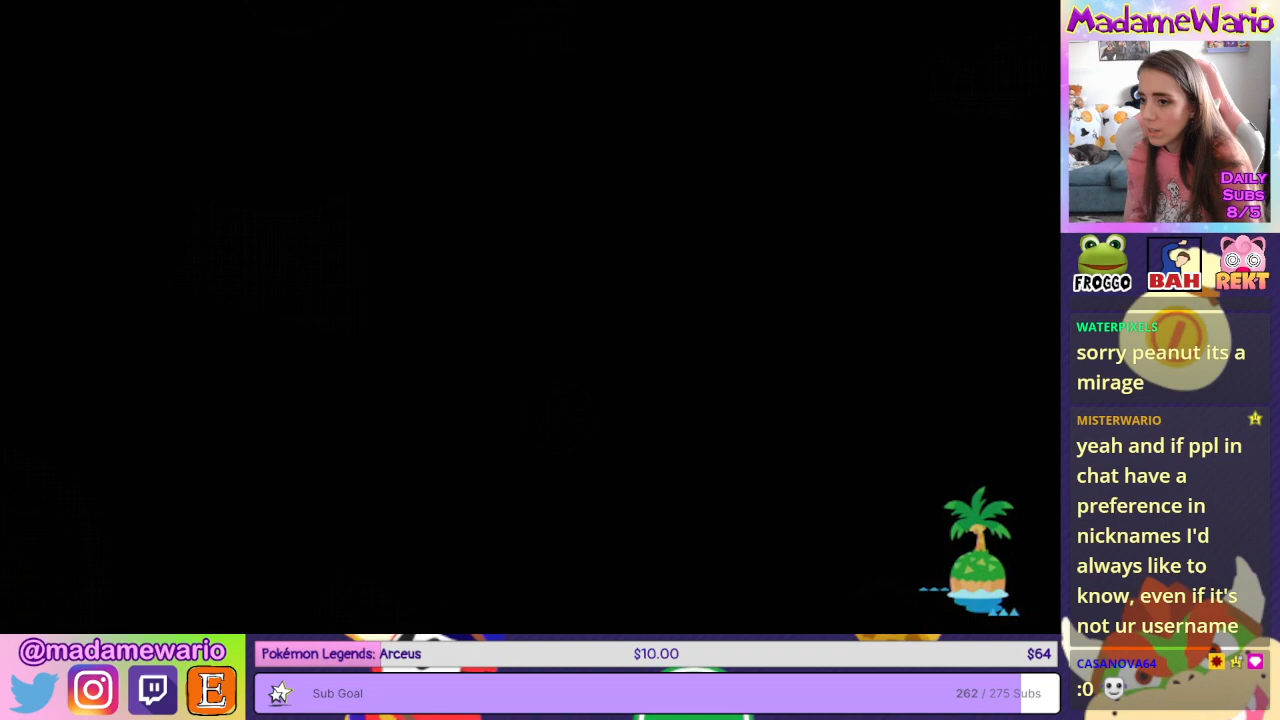 MadameWario
DAILY
SUBS
8/5
FROGGO
BAH
REKT
WATERPIXELS
sorry peanut its a
mirage
MISTERWARIO
yeah and if ppl in
chat have a
preference in
nicknames I'd
always like to
know, even if it's
not ur username
CASANOVA64
:0
@madamewario
E
Pokémon Legends: Arceus
$10.00
$64
Sub Goal
262 / 275 Subs